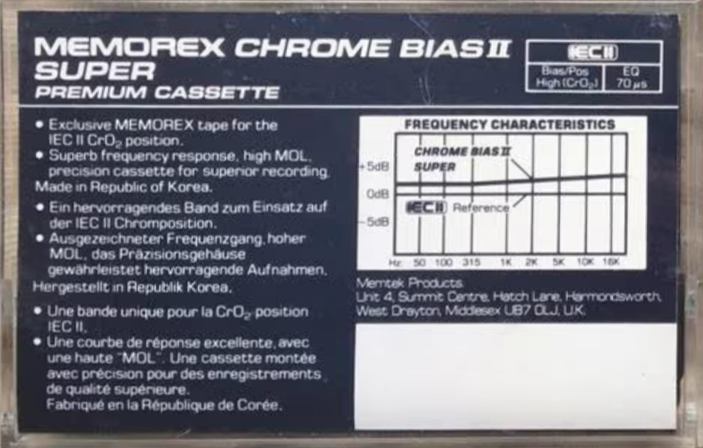 MEMOREX CHROME BIAS II
SUPER
PREMIUM CASSETTE
IEC II
Bias/Pos
High (CrO₂)
EQ
70 µs
• Exclusive MEMOREX tape for the
IEC II CrO₂ position.
• Superb frequency response, high MOL,
precision cassette for superior recording.
Made in Republic of Korea.
• Ein hervorragendes Band zum Einsatz auf
der IEC II Chromposition.
• Ausgezeichneter Frequenzgang, hoher
MOL, das Präzisionsgehäuse
gewährleistet hervorragende Aufnahmen.
Hergestellt in Republik Korea.
• Une bande unique pour la CrO₂-position
IEC II.
• Une courbe de réponse excellente, avec
une haute "MOL". Une cassette montée
avec précision pour des enregistrements
de qualité supérieure.
Fabriqué en la République de Corée.
FREQUENCY CHARACTERISTICS
CHROME BIAS II
SUPER
+5dB
0dB
IEC II Reference
-5dB
Hz 50 100 315 1K 2K 5K 10K 16K
Memtek Products
Unit 4, Summit Centre, Hatch Lane, Harmondsworth,
West Drayton, Middlesex UB7 OLJ, U.K.